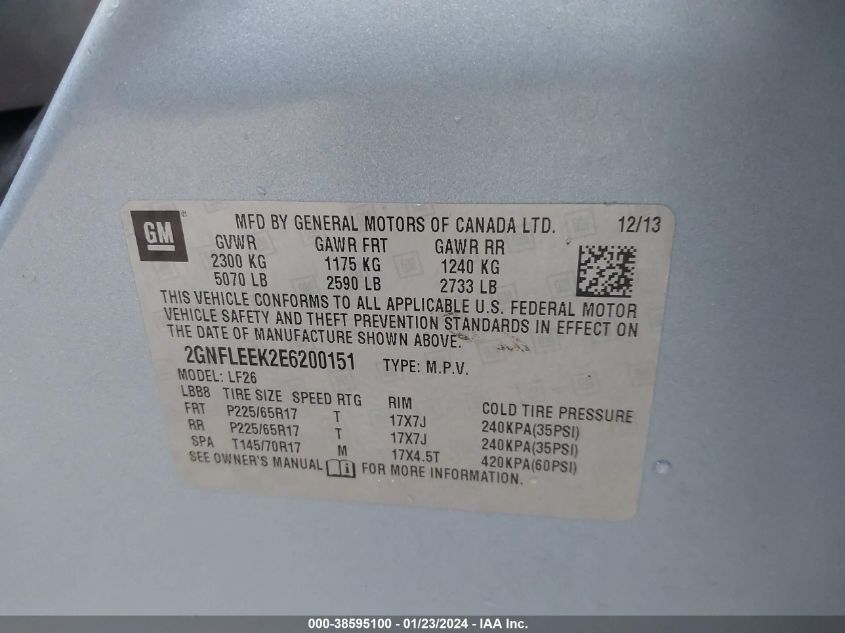 GM
MFD BY GENERAL MOTORS OF CANADA LTD. 12/13
GVWR GAWR FRT GAWR RR
2300 KG 1175 KG 1240 KG
5070 LB 2590 LB 2733 LB
THIS VEHICLE CONFORMS TO ALL APPLICABLE U.S. FEDERAL MOTOR
VEHICLE SAFETY AND THEFT PREVENTION STANDARDS IN EFFECT ON
THE DATE OF MANUFACTURE SHOWN ABOVE.
2GNFLEEK2E6200151 TYPE: M.P.V.
MODEL: LF26
LBB8 TIRE SIZE SPEED RTG RIM COLD TIRE PRESSURE
FRT P225/65R17 T 17X7J 240KPA(35PSI)
RR P225/65R17 T 17X7J 240KPA(35PSI)
SPA T145/70R17 M 17X4.5T 420KPA(60PSI)
SEE OWNER'S MANUAL FOR MORE INFORMATION.
000-38595100 - 01/23/2024 - IAA Inc.